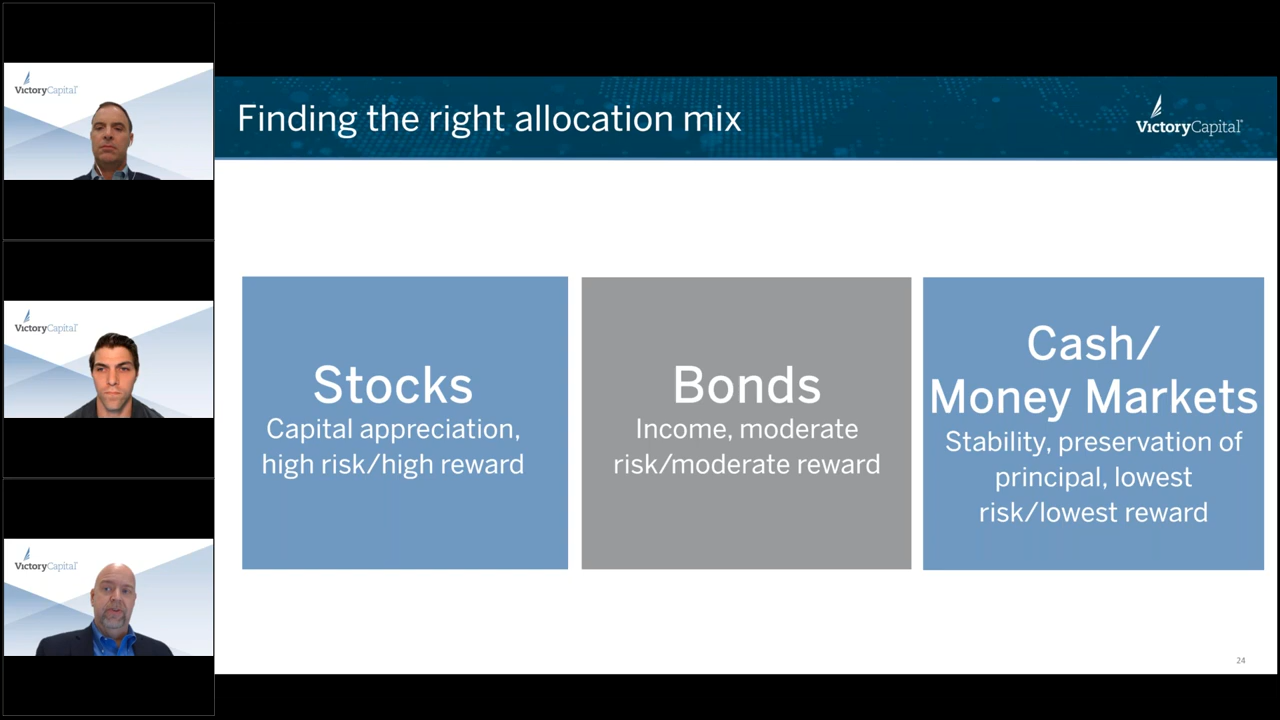 VictoryCapital
VictoryCapital
VictoryCapital
Finding the right allocation mix
VictoryCapital
Stocks
Capital appreciation,
high risk/high reward
Bonds
Income, moderate
risk/moderate reward
Cash/
Money Markets
Stability, preservation of
principal, lowest
risk/lowest reward
24